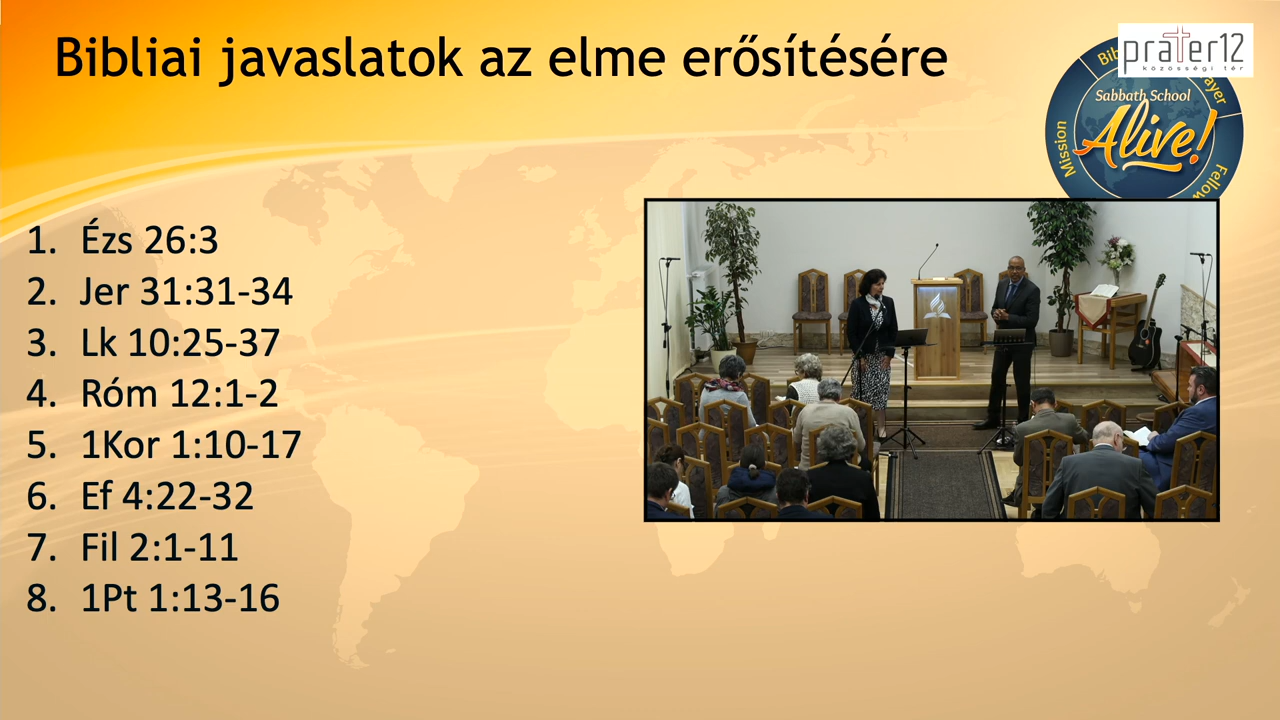 Bibliai javaslatok az elme erősítésére
prater12
közösségi tér
Sabbath School
Alive!
Mission
1. Ézs 26:3
2. Jer 31:31-34
3. Lk 10:25-37
4. Róm 12:1-2
5. 1Kor 1:10-17
6. Ef 4:22-32
7. Fil 2:1-11
8. 1Pt 1:13-16